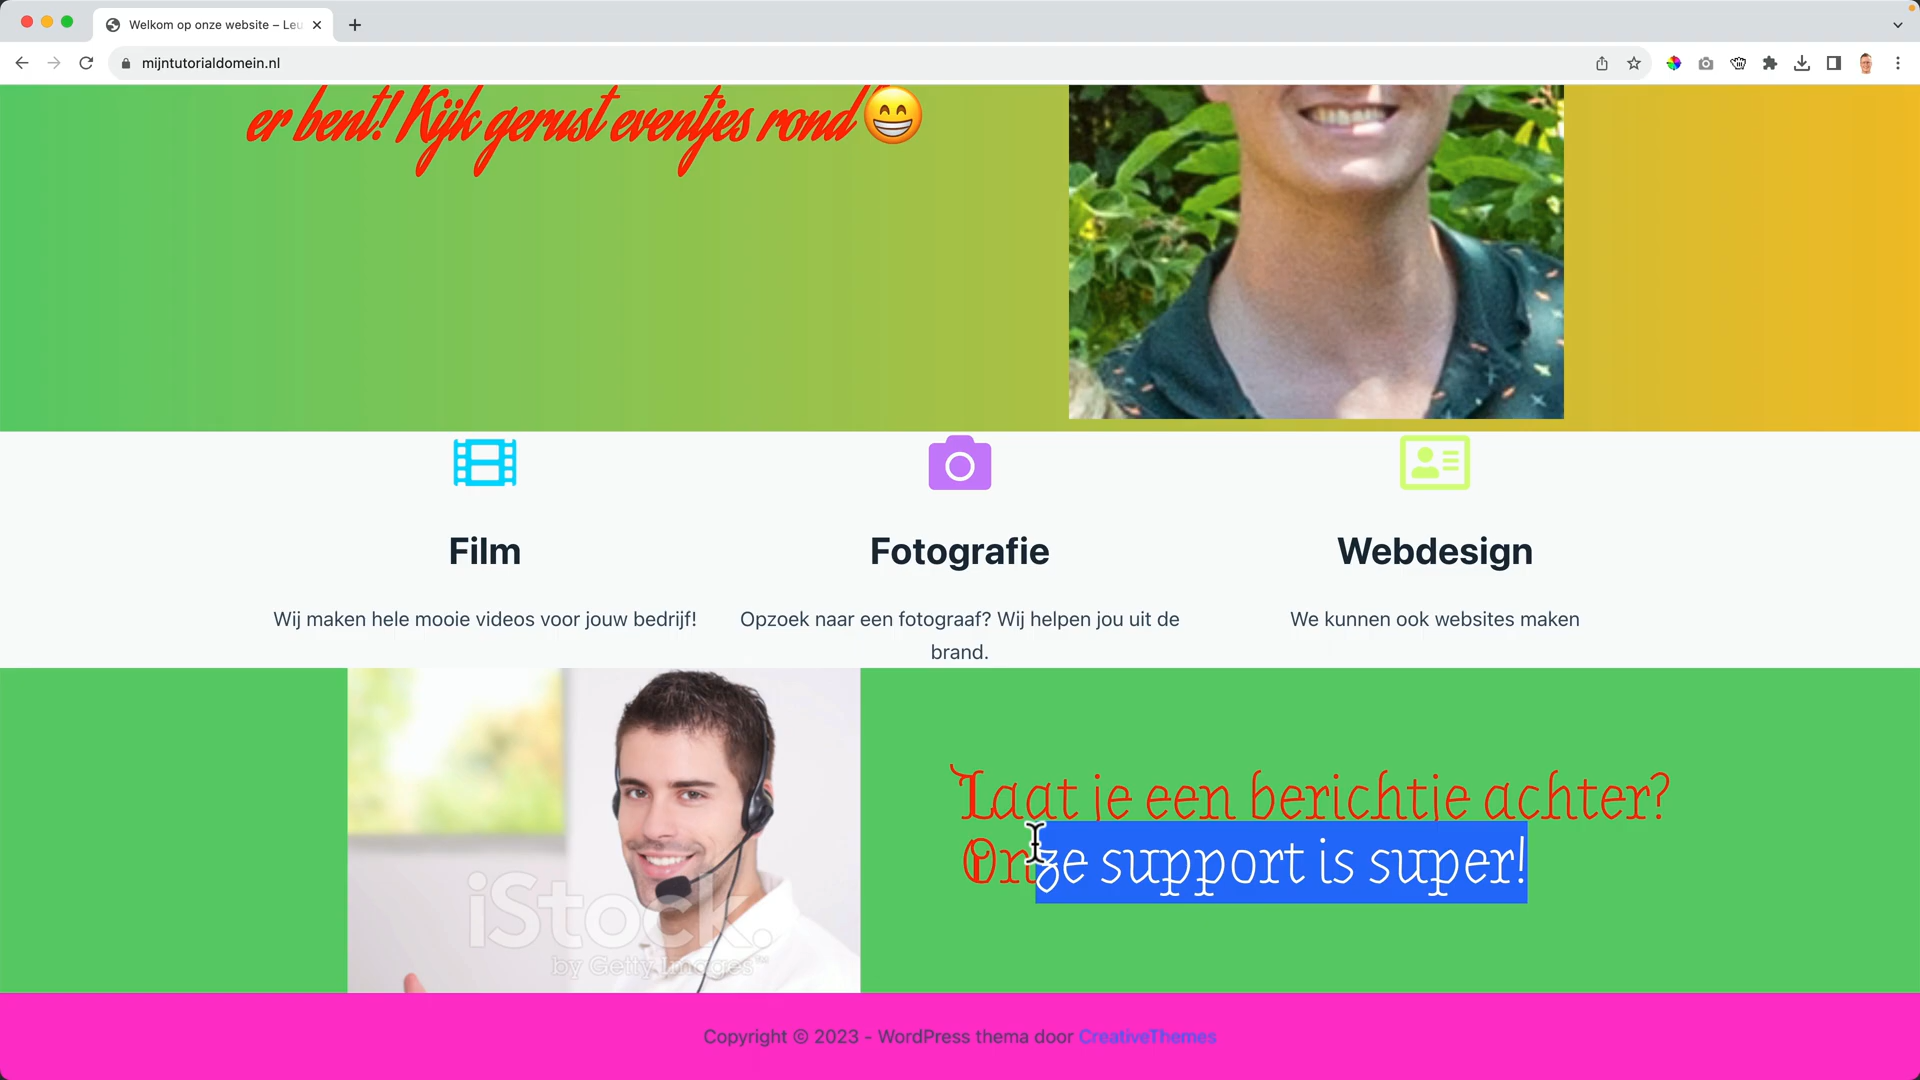 Welkom op onze website – Leu
mijntutorialdomein.nl
er bent! Kijk gerust eventjes rond😁
Film
Wij maken hele mooie videos voor jouw bedrijf!
Fotografie
Opzoek naar een fotograaf? Wij helpen jou uit de
brand.
Webdesign
We kunnen ook websites maken
iStock.
by Getty Images™
Laat je een berichtje achter?
Onze support is super!
Copyright © 2023 - WordPress thema door CreativeThemes